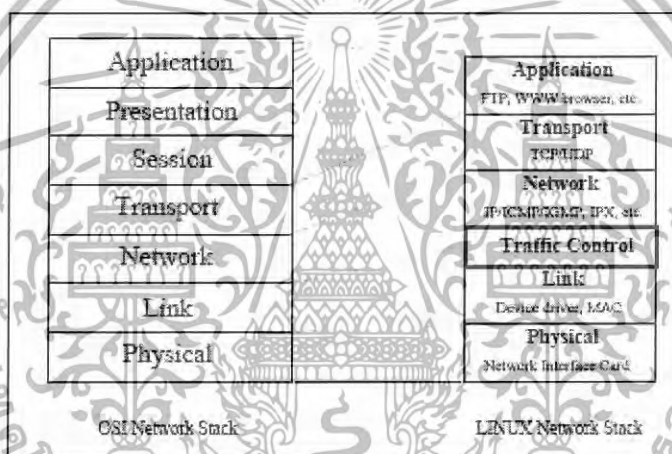 Application
Presentation
Session
Transport
Network
Link
Physical
OSI Network Stack
Application
FTP, WWW browser, etc.
Transport
TCP/UDP
Network
IP/ICMP/IGMP, IPX, etc.
Traffic Control
Link
Device driver, MAC
Physical
Network Interface Card
LINUX Network Stack